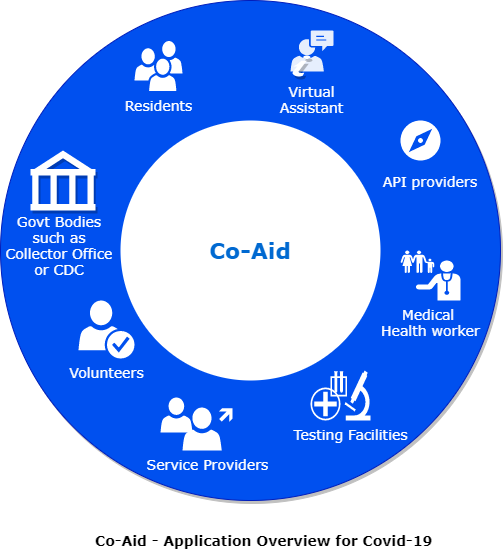 Residents
Virtual
Assistant
API providers
Govt Bodies
such as
Collector Office
or CDC
Co-Aid
Medical
Health worker
Volunteers
Testing Facilities
Service Providers
Co-Aid - Application Overview for Covid-19